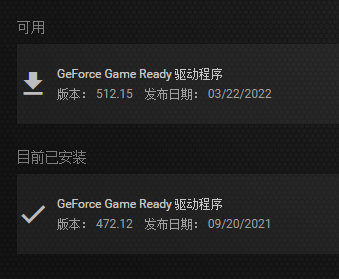 可用
GeForce Game Ready 驱动程序
版本： 512.15 发布日期： 03/22/2022
目前已安装
GeForce Game Ready 驱动程序
版本： 472.12 发布日期： 09/20/2021